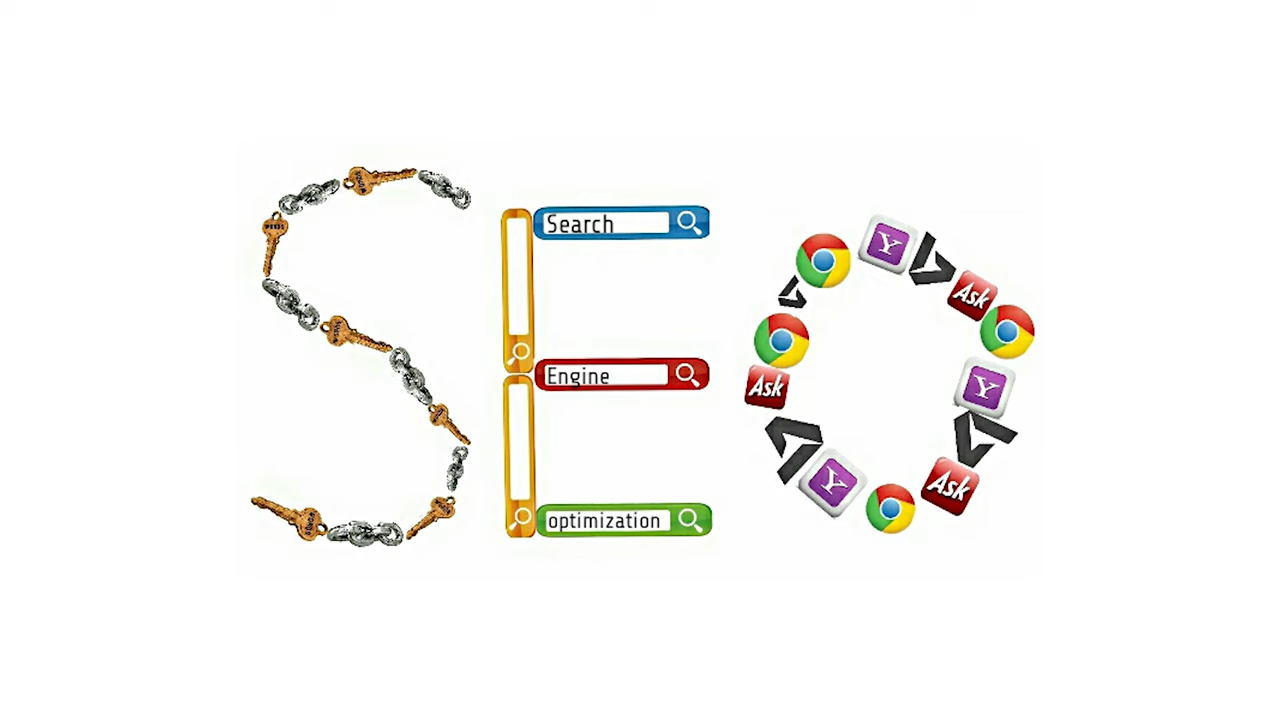 Search
Engine
optimization
Y
Ask
Y
Ask
Y
Ask